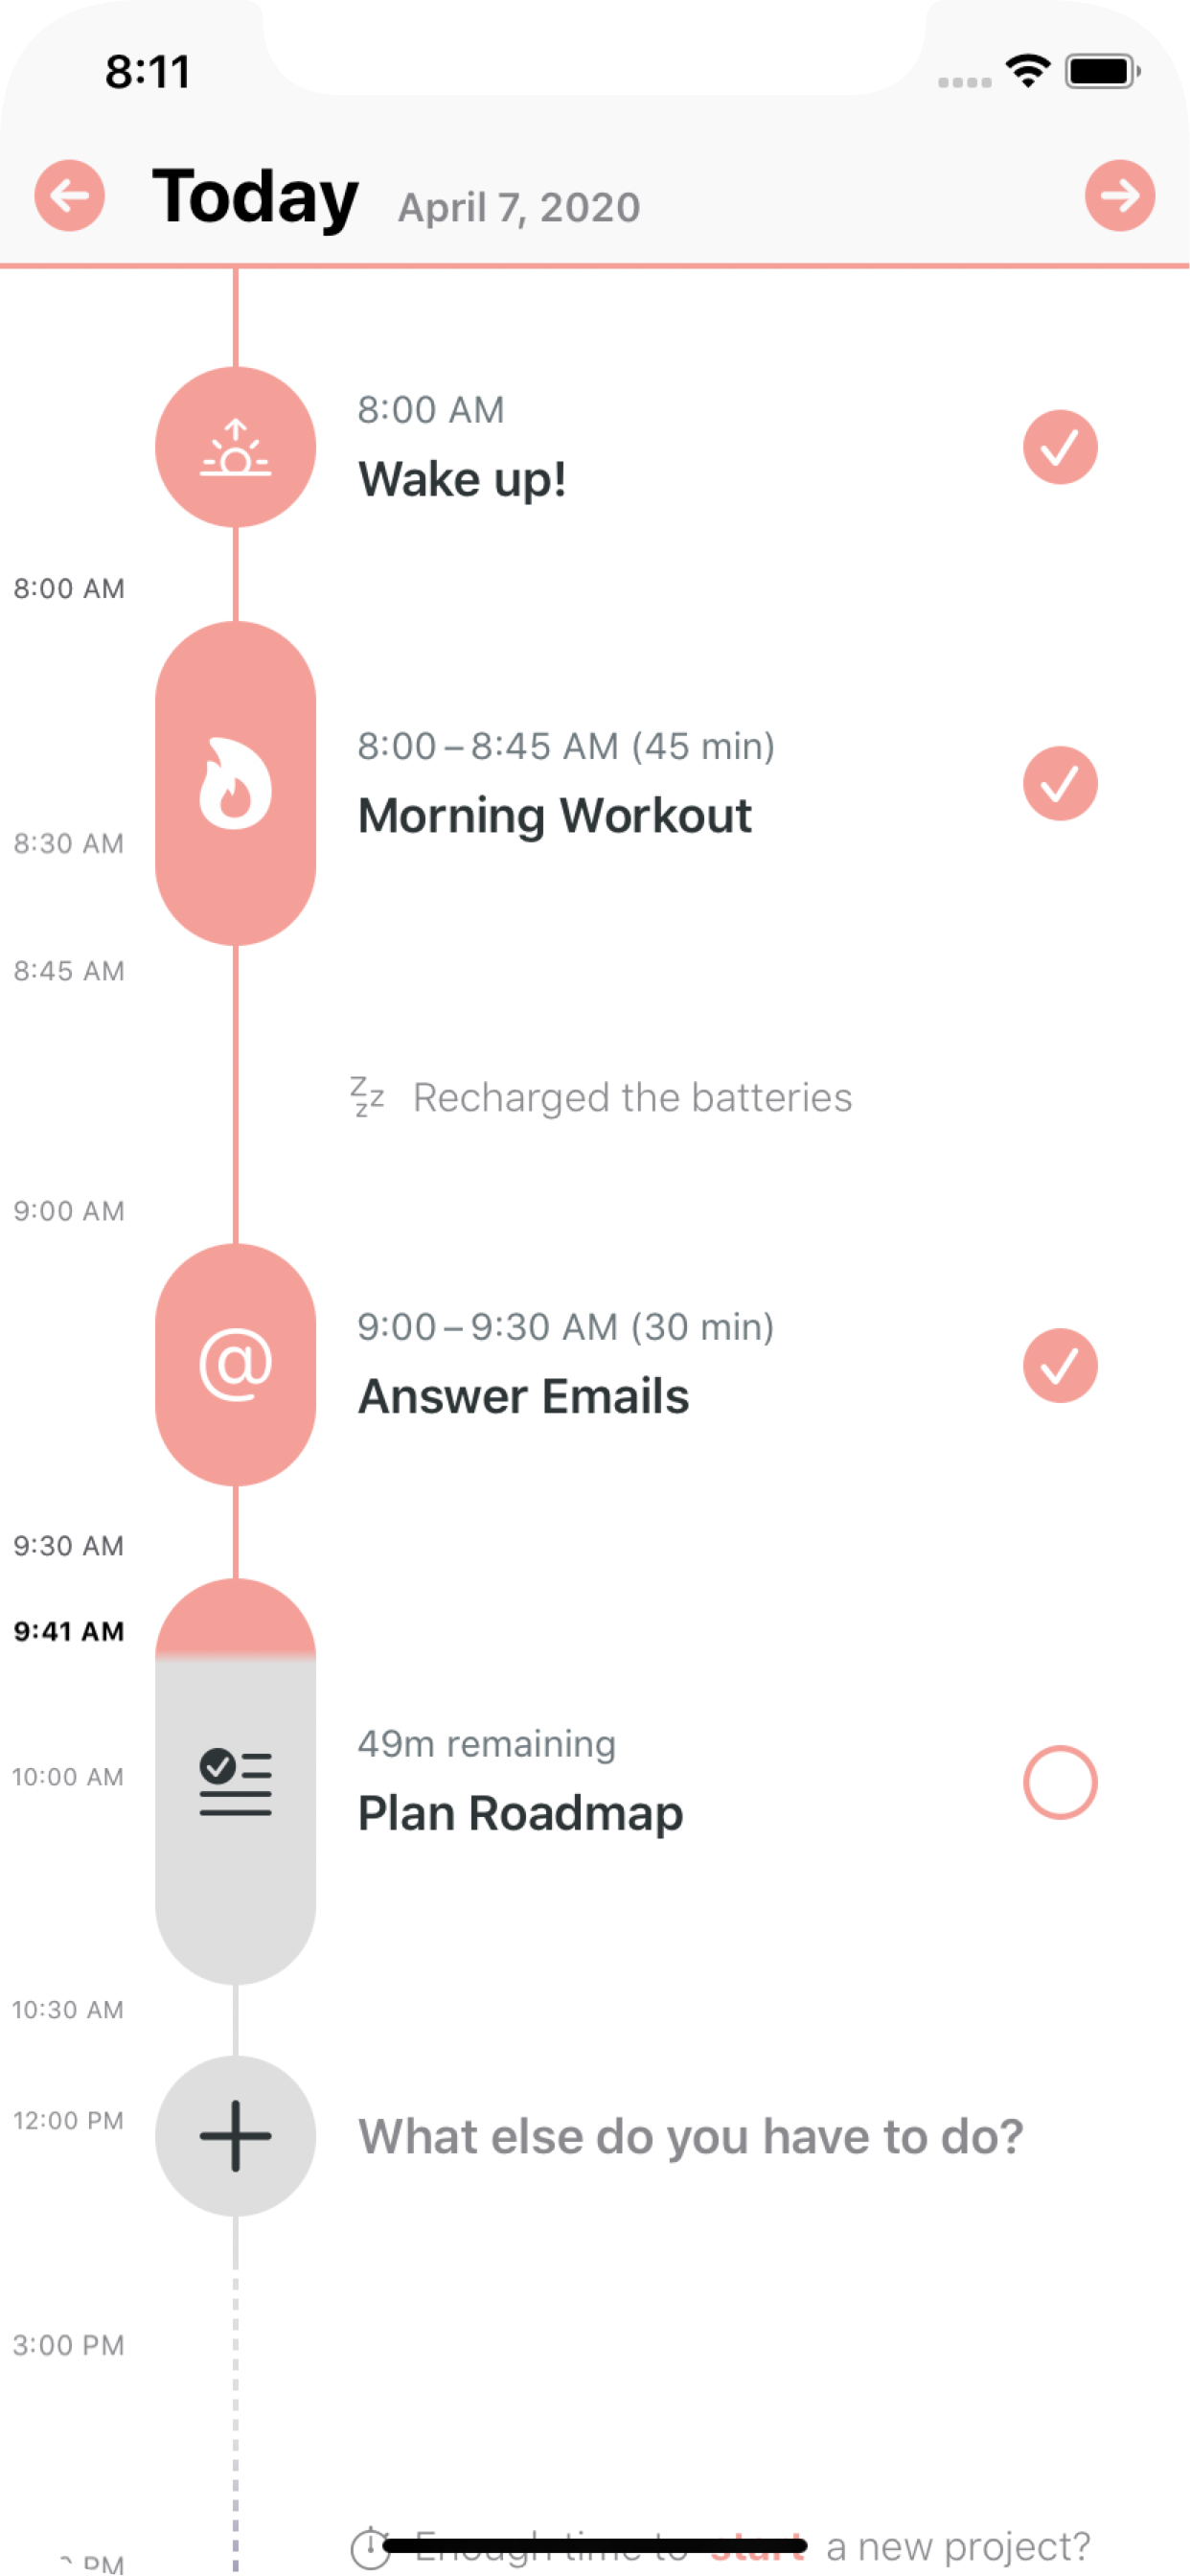 8:11
Today April 7, 2020
8:00 AM
Wake up!
8:00 AM
8:00 – 8:45 AM (45 min)
Morning Workout
8:30 AM
8:45 AM
Recharged the batteries
9:00 AM
9:00 – 9:30 AM (30 min)
Answer Emails
9:30 AM
9:41 AM
49m remaining
10:00 AM
Plan Roadmap
10:30 AM
12:00 PM
What else do you have to do?
3:00 PM
Enough time to start a new project?
PM